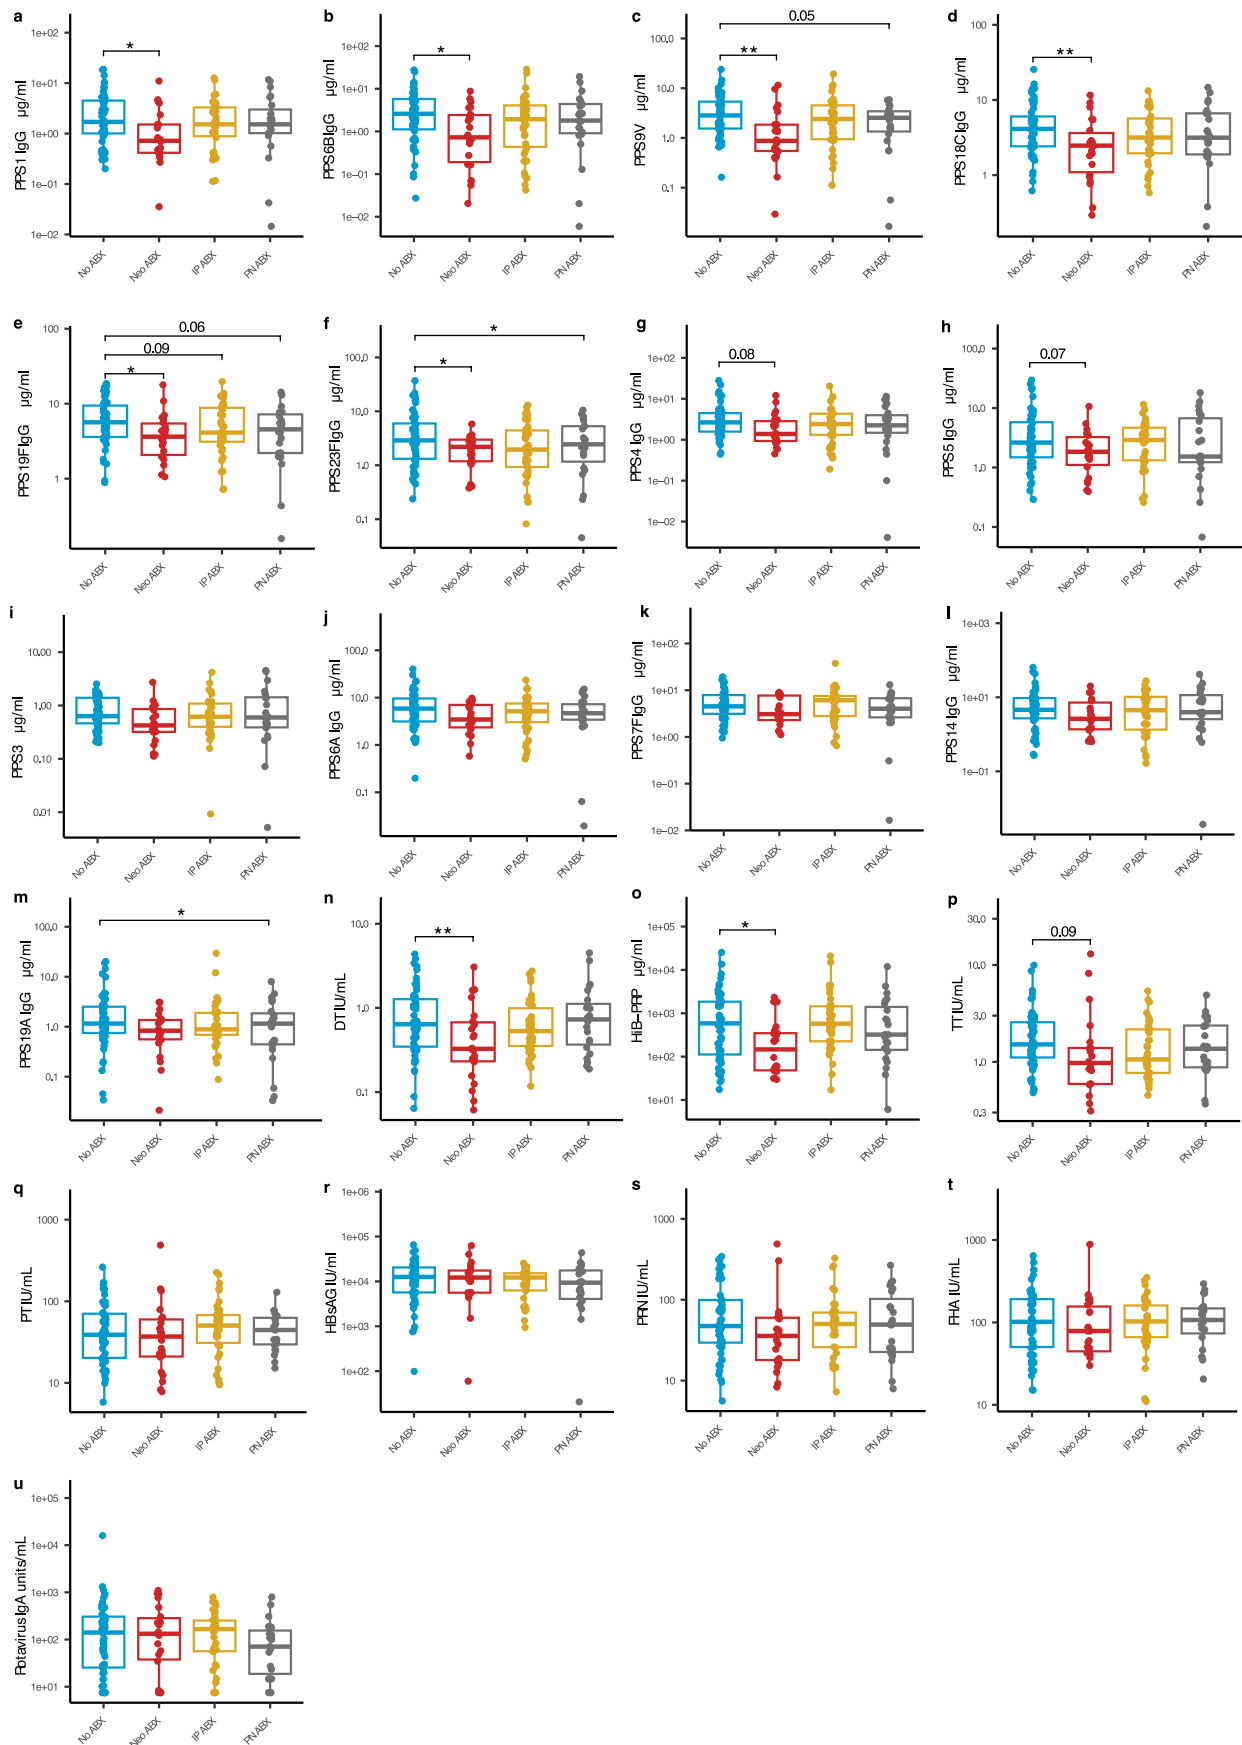 a
PPS1 IgG µg/ml
1e+02
1e+01
1e+00
1e−01
1e−02
*
No ABX Neo ABX IP ABX PN ABX
b
PPS6B IgG µg/ml
1e+02
1e+01
1e+00
1e−01
1e−02
*
No ABX Neo ABX IP ABX PN ABX
c
PPS9V µg/ml
100.0
10.0
1.0
0.1
0.05
**
No ABX Neo ABX IP ABX PN ABX
d
PPS18C IgG µg/ml
100
10
1
**
No ABX Neo ABX IP ABX PN ABX
e
PPS19F IgG µg/ml
100
10
1
0.06
0.09
*
No ABX Neo ABX IP ABX PN ABX
f
PPS23F IgG µg/ml
100.0
10.0
1.0
0.1
*
*
No ABX Neo ABX IP ABX PN ABX
g
PPS4 IgG µg/ml
1e+02
1e+01
1e+00
1e−01
1e−02
0.08
No ABX Neo ABX IP ABX PN ABX
h
PPS5 IgG µg/ml
100.0
10.0
1.0
0.1
0.07
No ABX Neo ABX IP ABX PN ABX
i
PPS3 µg/ml
10.00
1.00
0.10
0.01
No ABX Neo ABX IP ABX PN ABX
j
PPS6A IgG µg/ml
100.0
10.0
1.0
0.1
No ABX Neo ABX IP ABX PN ABX
k
PPS7F IgG µg/ml
1e+02
1e+01
1e+00
1e−01
1e−02
No ABX Neo ABX IP ABX PN ABX
l
PPS14 IgG µg/ml
1e+03
1e+01
1e−01
No ABX Neo ABX IP ABX PN ABX
m
PPS19A IgG µg/ml
100.0
10.0
1.0
0.1
*
No ABX Neo ABX IP ABX PN ABX
n
DT IU/mL
10.0
1.0
0.1
**
No ABX Neo ABX IP ABX PN ABX
o
HiB−PRP
1e+05
1e+04
1e+03
1e+02
1e+01
*
No ABX Neo ABX IP ABX PN ABX
p
TT IU/mL
30.0
10.0
3.0
1.0
0.3
0.09
No ABX Neo ABX IP ABX PN ABX
q
PT IU/mL
1000
100
10
No ABX Neo ABX IP ABX PN ABX
r
HBsAG IU/ml
1e+06
1e+05
1e+04
1e+03
1e+02
No ABX Neo ABX IP ABX PN ABX
s
PRN IU/mL
1000
100
10
No ABX Neo ABX IP ABX PN ABX
t
FHA IU/mL
1000
100
10
No ABX Neo ABX IP ABX PN ABX
u
Rotavirus IgA units/mL
1e+05
1e+04
1e+03
1e+02
1e+01
No ABX Neo ABX IP ABX PN ABX